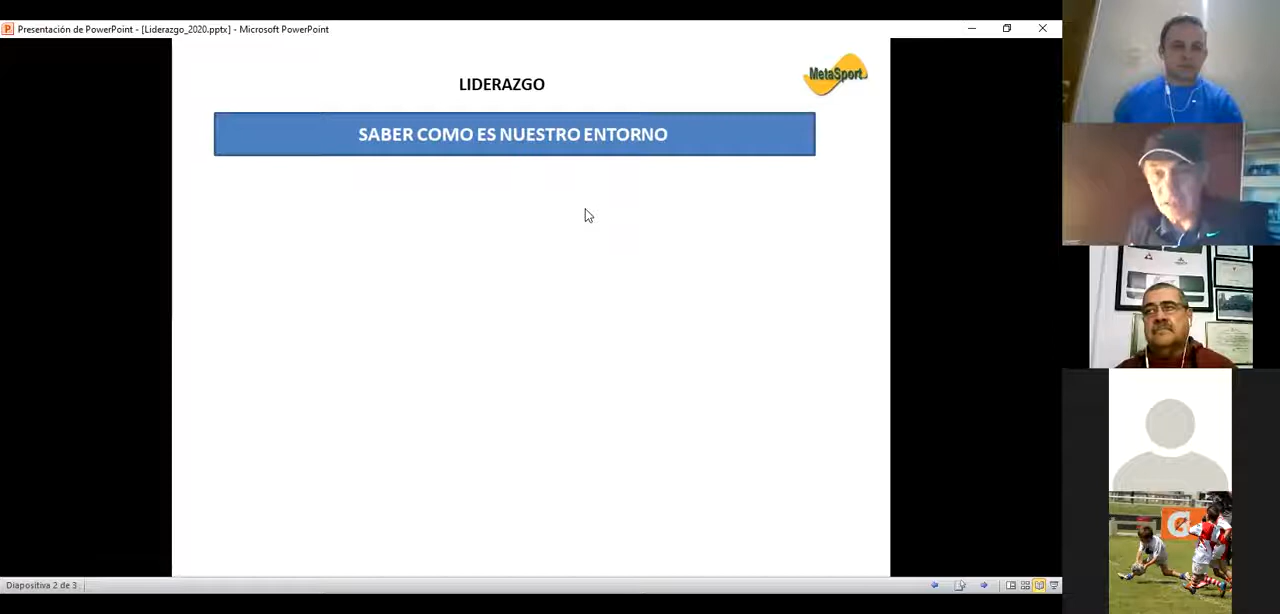 Presentación de PowerPoint - [Liderazgo_2020.pptx] - Microsoft PowerPoint
LIDERAZGO
MetaSport
SABER COMO ES NUESTRO ENTORNO
G
Diapositiva 2 de 3